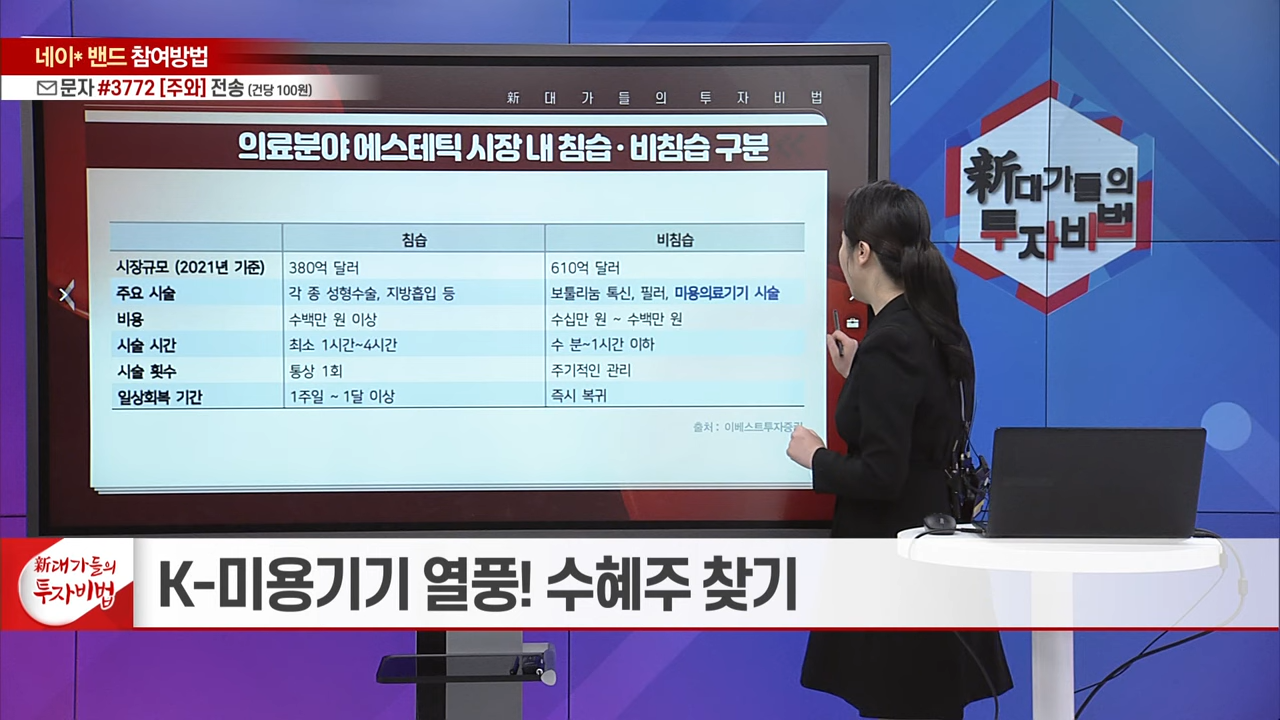 네이* 밴드 참여방법
문자 #3772 [주와] 전송 (건당 100원)
新 대 가 들 의 투 자 비 법
의료분야 에스테틱 시장 내 침습 · 비침습 구분
침습 비침습
시장규모 (2021년 기준) 380억 달러 610억 달러
주요 시술 각 종 성형수술, 지방흡입 등 보툴리눔 톡신, 필러, 미용의료기기 시술
비용 수백만 원 이상 수십만 원 ~ 수백만 원
시술 시간 최소 1시간~4시간 수 분~1시간 이하
시술 횟수 통상 1회 주기적인 관리
일상회복 기간 1주일 ~ 1달 이상 즉시 복귀
출처 : 이베스트투자증권
新대가들의
투자비법
新대가들의
투자비법
K-미용기기 열풍! 수혜주 찾기